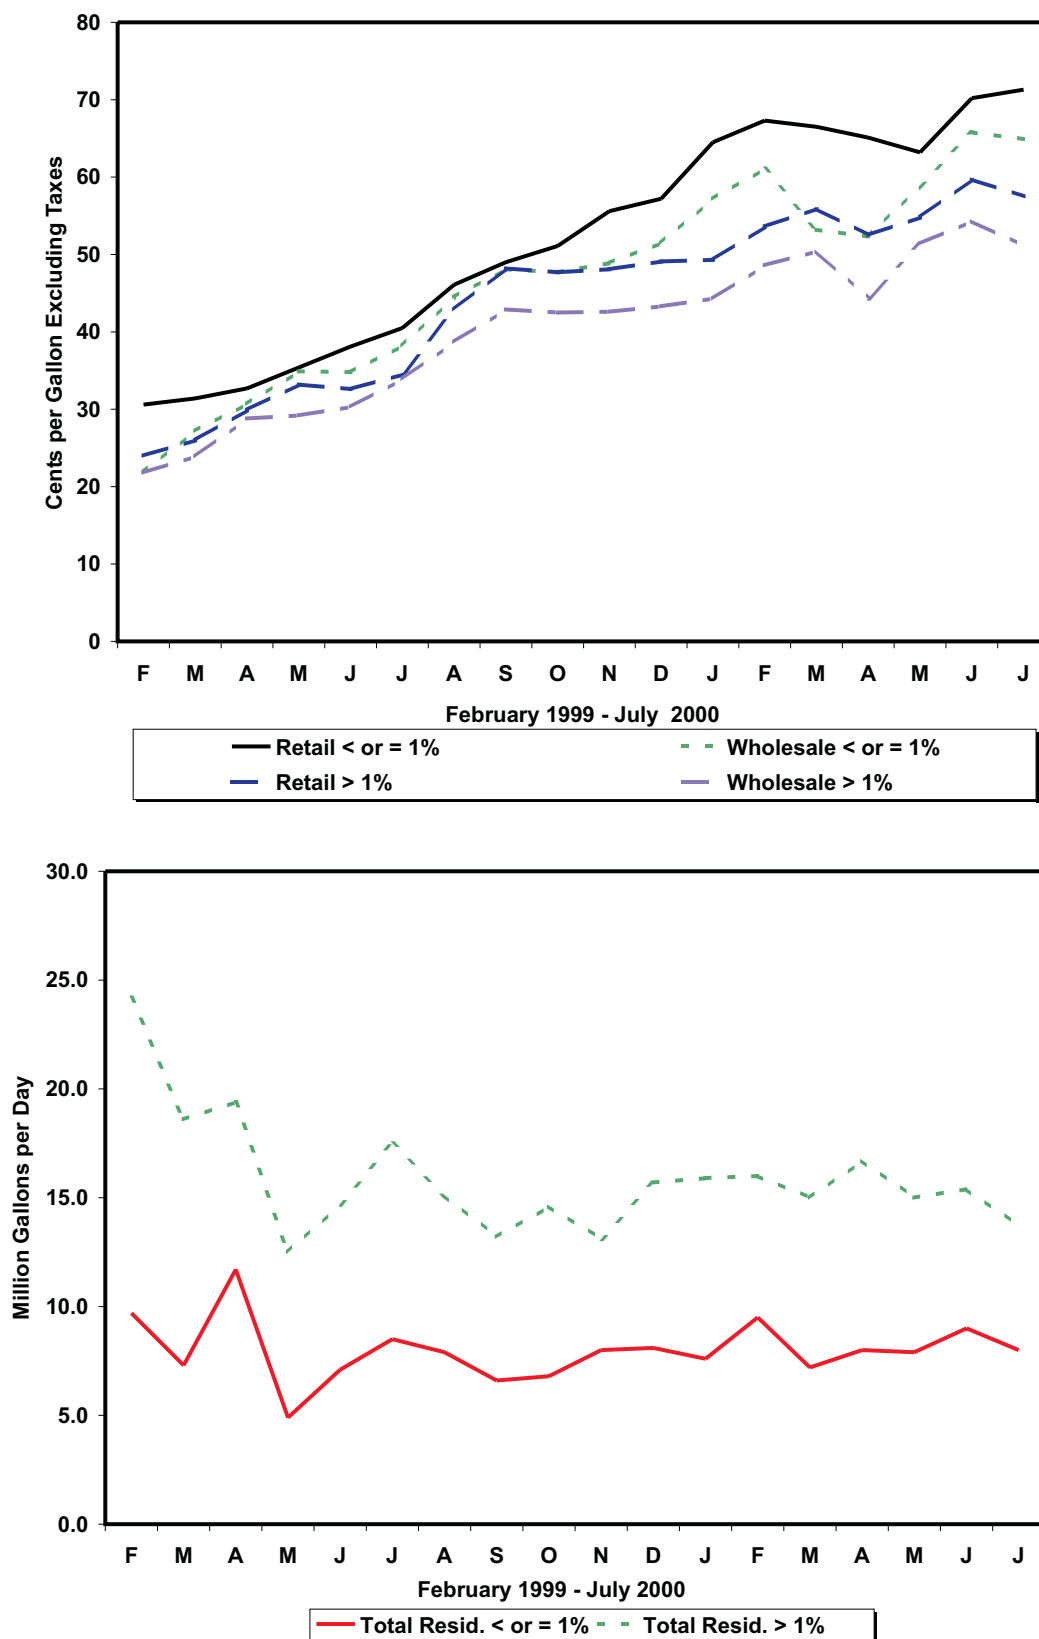 80
70
60
50
40
30
20
10
0
Cents per Gallon Excluding Taxes
F M A M J J A S O N D J F M A M J J
February 1999 - July 2000
Retail < or = 1% Wholesale < or = 1%
Retail > 1% Wholesale > 1%
30.0
25.0
20.0
15.0
10.0
5.0
0.0
Million Gallons per Day
F M A M J J A S O N D J F M A M J J
February 1999 - July 2000
Total Resid. < or = 1% Total Resid. > 1%